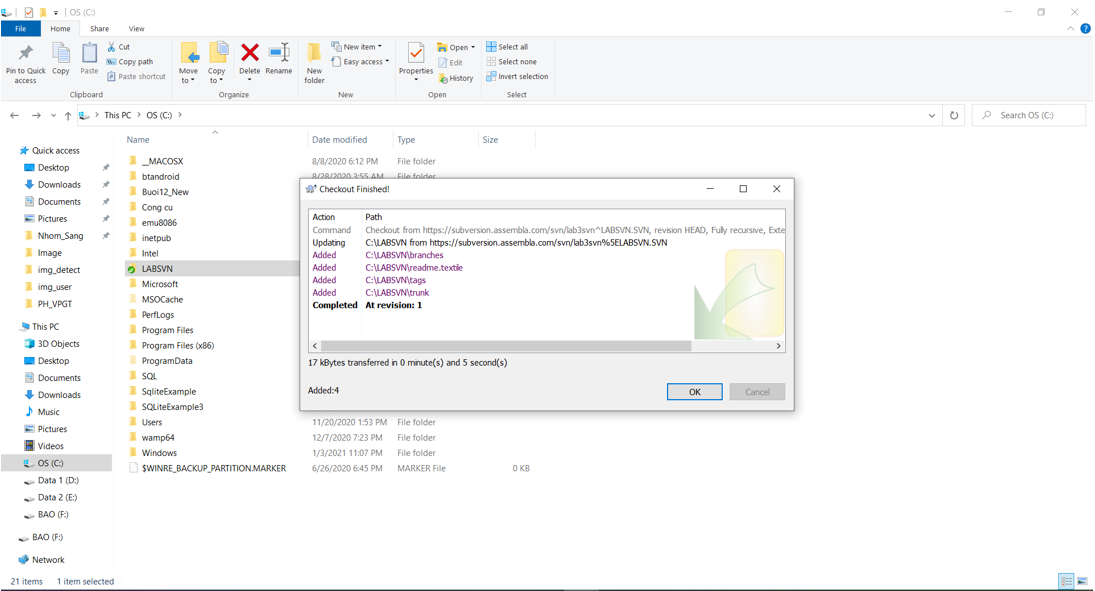 OS (C:)
File Home Share View
Pin to Quick access
Copy
Paste
Cut
Copy path
Paste shortcut
Clipboard
Move to
Copy to
Delete
Rename
Organize
New folder
New item
Easy access
New
Properties
Open
Edit
History
Open
Select all
Select none
Invert selection
Select
This PC > OS (C:) >
Search OS (C:)
Quick access
Desktop
Downloads
Documents
Pictures
Nhom_Sang
Image
img_detect
img_user
PH_VPGT
This PC
3D Objects
Desktop
Documents
Downloads
Music
Pictures
Videos
OS (C:)
Data 1 (D:)
Data 2 (E:)
BAO (F:)
BAO (F:)
Network
Name Date modified Type Size
__MACOSX 8/8/2020 6:12 PM File folder
btandroid 8/28/2020 3:55 AM File folder
Buoi12_New
Cong cu
emu8086
inetpub
Intel
LABSVN
Microsoft
MSOCache
PerfLogs
Program Files
Program Files (x86)
ProgramData
SQL
SqliteExample
SQLiteExample3
Users 11/20/2020 1:53 PM File folder
wamp64 12/7/2020 7:23 PM File folder
Windows 1/3/2021 11:07 PM File folder
$WINRE_BACKUP_PARTITION.MARKER 6/26/2020 6:45 PM MARKER File 0 KB
Checkout Finished!
Action Path
Command Checkout from https://subversion.assembla.com/svn/lab3svn^LABSVN.SVN, revision HEAD, Fully recursive, Exte
Updating C:\LABSVN from https://subversion.assembla.com/svn/lab3svn%5ELABSVN.SVN
Added C:\LABSVN\branches
Added C:\LABSVN\readme.textile
Added C:\LABSVN\tags
Added C:\LABSVN\trunk
Completed At revision: 1
17 kBytes transferred in 0 minute(s) and 5 second(s)
Added:4
OK Cancel
21 items 1 item selected